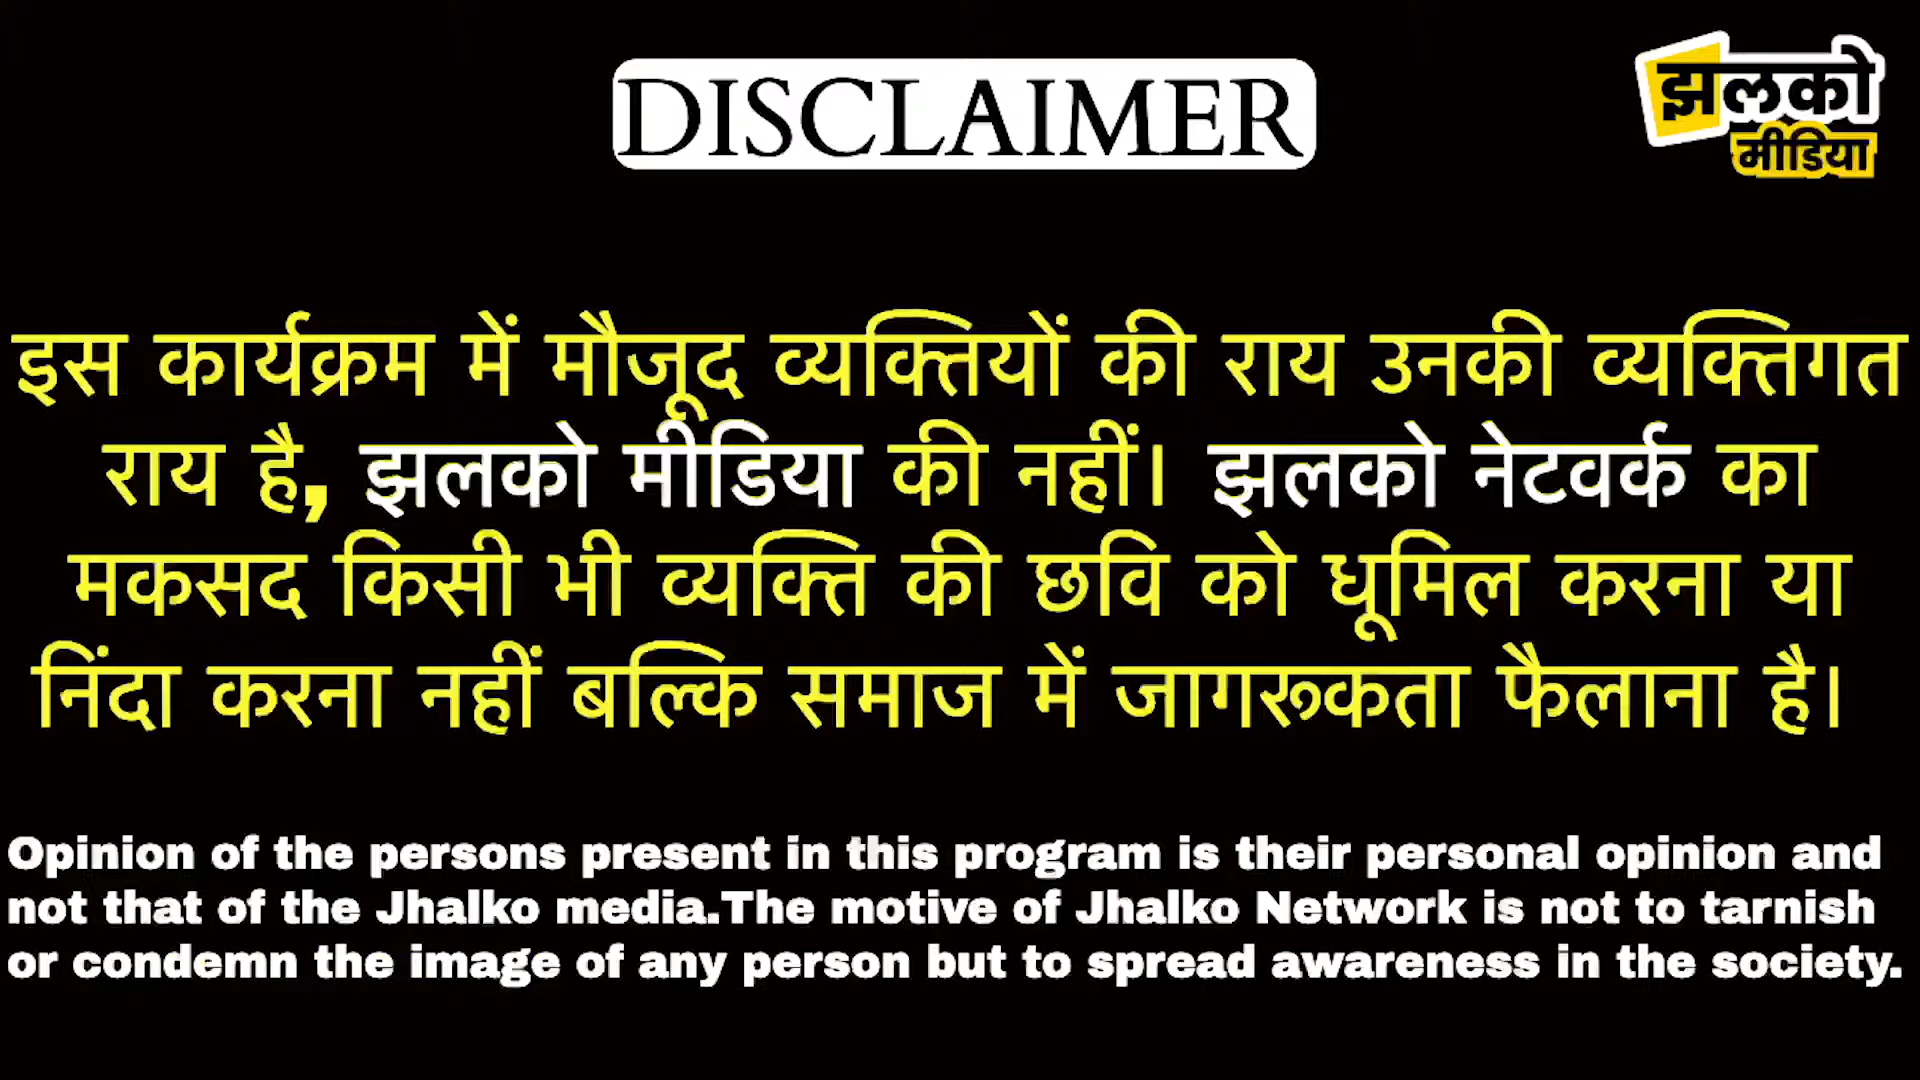 DISCLAIMER
झलको
मीडिया
इस कार्यक्रम में मौजूद व्यक्तियों की राय उनकी व्यक्तिगत
राय है, झलको मीडिया की नहीं। झलको नेटवर्क का
मकसद किसी भी व्यक्ति की छवि को धूमिल करना या
निंदा करना नहीं बल्कि समाज में जागरूकता फैलाना है।
Opinion of the persons present in this program is their personal opinion and
not that of the Jhalko media.The motive of Jhalko Network is not to tarnish
or condemn the image of any person but to spread awareness in the society.